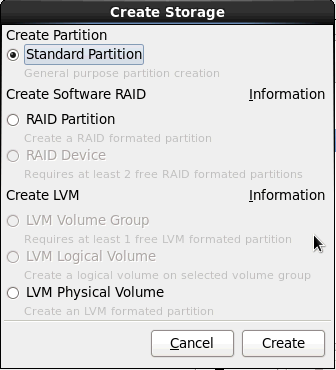 Create Storage
Create Partition
Standard Partition
General purpose partition creation
Create Software RAID Information
RAID Partition
Create a RAID formated partition
RAID Device
Requires at least 2 free RAID formated partitions
Create LVM Information
LVM Volume Group
Requires at least 1 free LVM formated partition
LVM Logical Volume
Create a logical volume on selected volume group
LVM Physical Volume
Create an LVM formated partition
Cancel Create